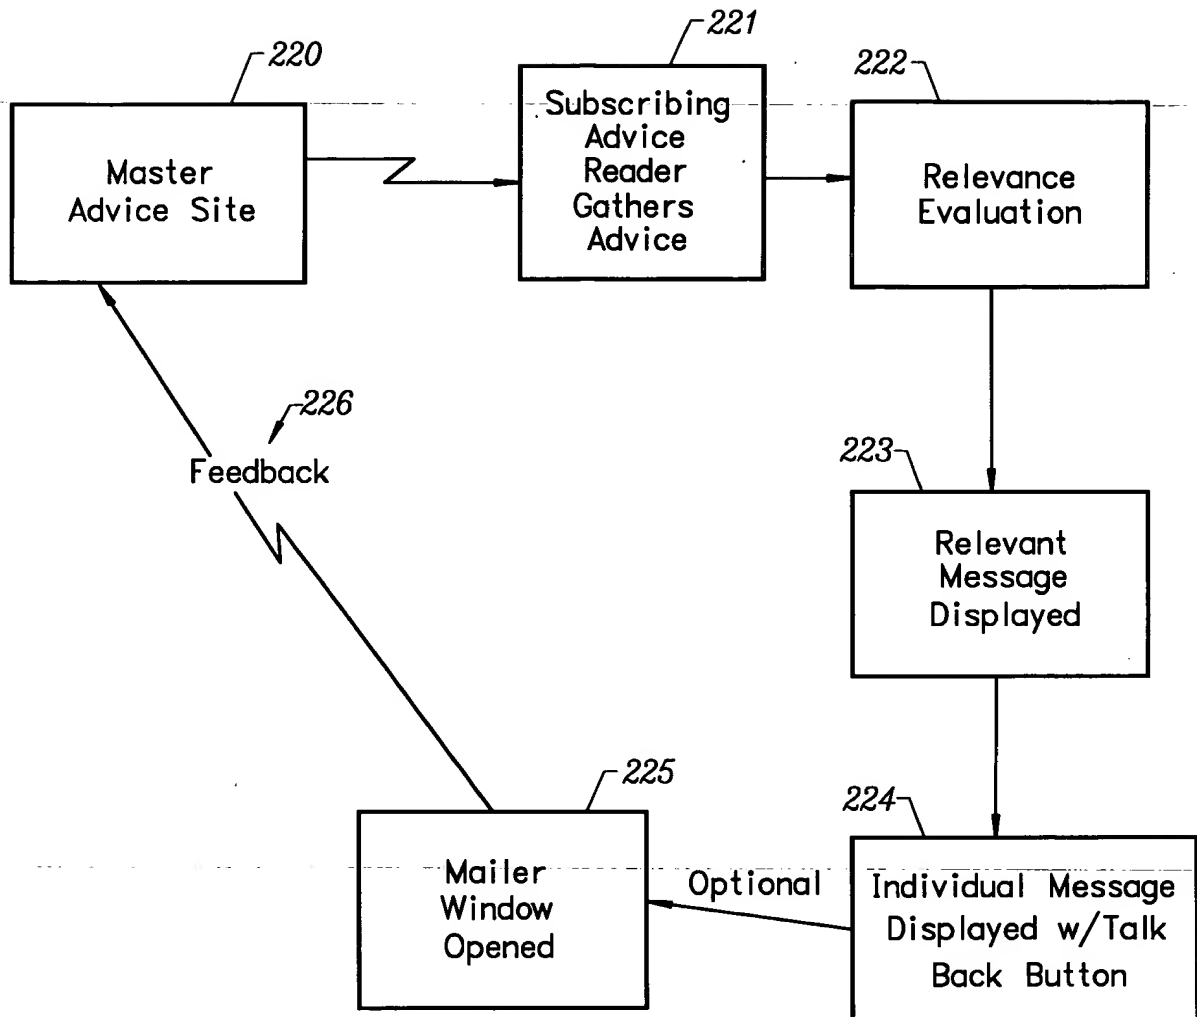 220
Master
Advice Site
221
Subscribing
Advice
Reader
Gathers
Advice
222
Relevance
Evaluation
226
Feedback
223
Relevant
Message
Displayed
225
Mailer
Window
Opened
Optional
224
Individual Message
Displayed w/Talk
Back Button